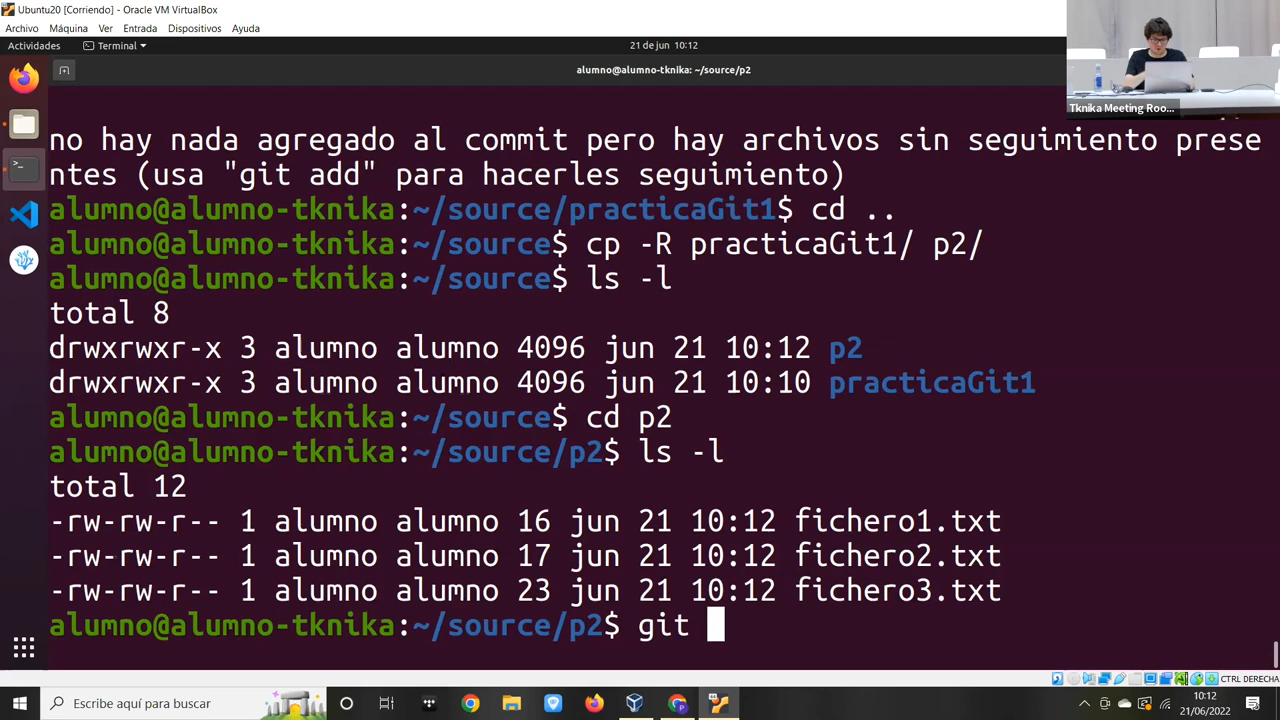 Ubuntu20 [Corriendo] - Oracle VM VirtualBox
Archivo Máquina Ver Entrada Dispositivos Ayuda
Actividades Terminal 21 de jun 10:12
alumno@alumno-tknika: ~/source/p2
Tknika Meeting Roo...
no hay nada agregado al commit pero hay archivos sin seguimiento prese
ntes (usa "git add" para hacerles seguimiento)
alumno@alumno-tknika:~/source/practicaGit1$ cd ..
alumno@alumno-tknika:~/source$ cp -R practicaGit1/ p2/
alumno@alumno-tknika:~/source$ ls -l
total 8
drwxrwxr-x 3 alumno alumno 4096 jun 21 10:12 p2
drwxrwxr-x 3 alumno alumno 4096 jun 21 10:10 practicaGit1
alumno@alumno-tknika:~/source$ cd p2
alumno@alumno-tknika:~/source/p2$ ls -l
total 12
-rw-rw-r-- 1 alumno alumno 16 jun 21 10:12 fichero1.txt
-rw-rw-r-- 1 alumno alumno 17 jun 21 10:12 fichero2.txt
-rw-rw-r-- 1 alumno alumno 23 jun 21 10:12 fichero3.txt
alumno@alumno-tknika:~/source/p2$ git
CTRL DERECHA
Escribe aquí para buscar
10:12
21/06/2022